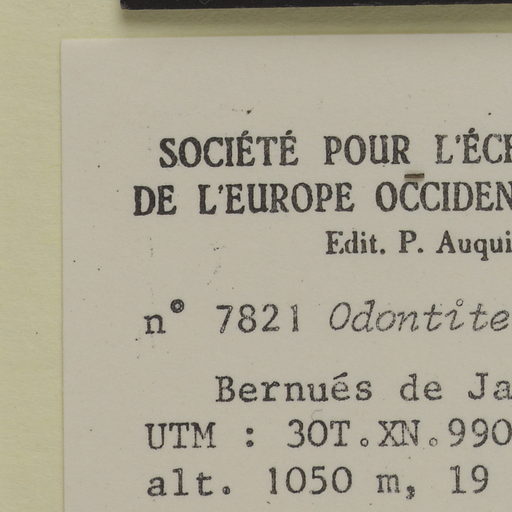 SOCIÉTÉ POUR L'ÉCH
DE L'EUROPE OCCIDEN
Edit. P. Auqui
n° 7821 Odontite
Bernués de Ja
UTM : 30T.XN.990
alt. 1050 m, 19